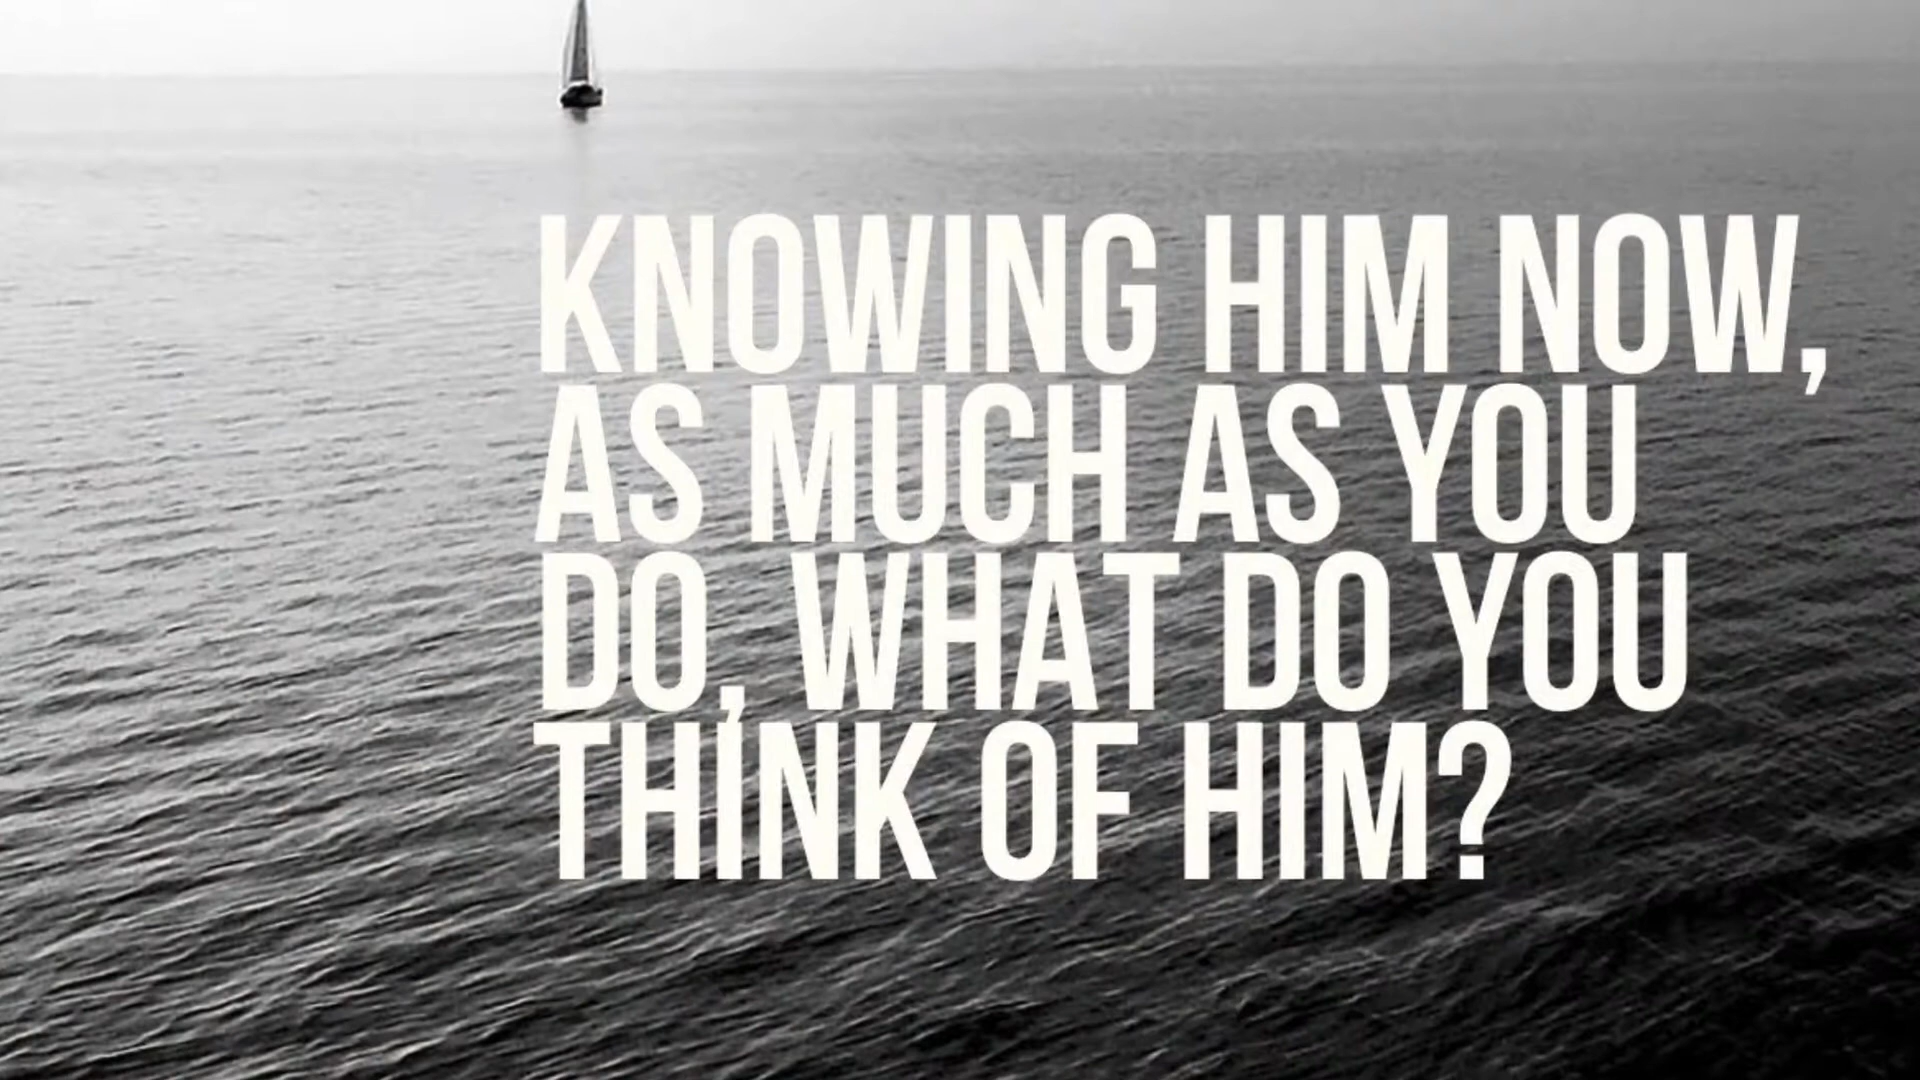 KNOWING HIM NOW,
AS MUCH AS YOU
DO, WHAT DO YOU
THINK OF HIM?